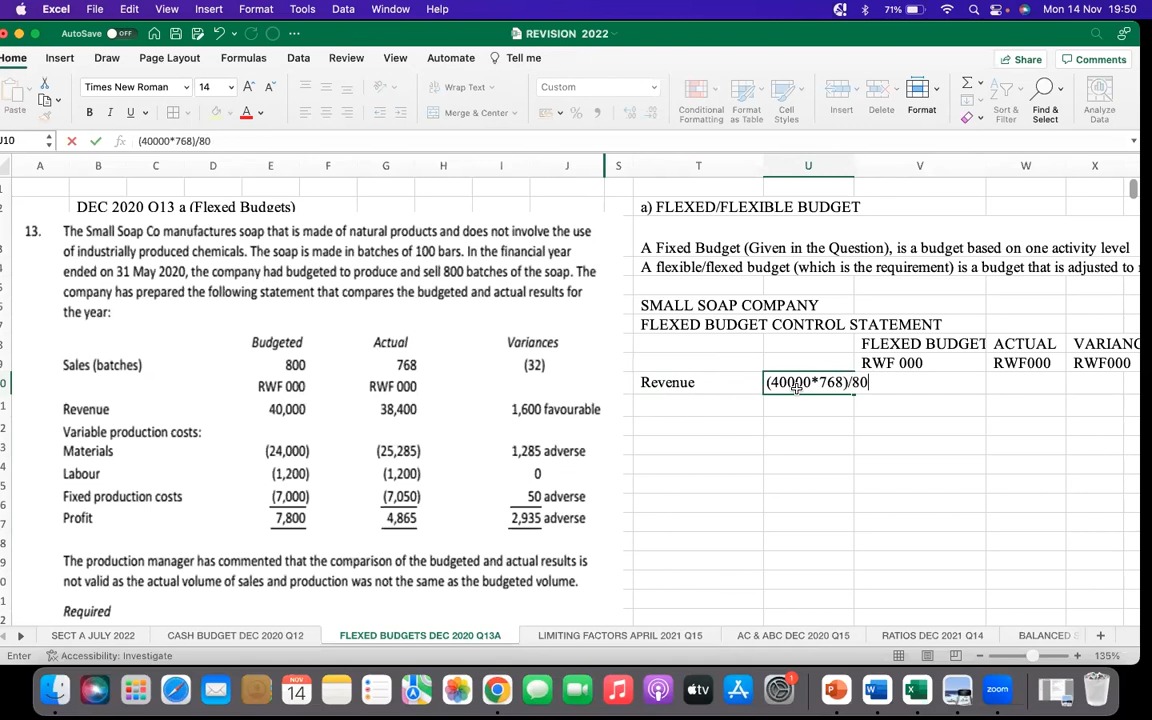 Excel File Edit View Insert Format Tools Data Window Help 71% Mon 14 Nov 19:50
AutoSave OFF REVISION 2022
Home Insert Draw Page Layout Formulas Data Review View Automate Tell me Share Comments
Paste Times New Roman 14 Wrap Text Custom Conditional Formatting Format as Table Cell Styles Insert Delete Format Sort & Filter Find & Select Analyze Data
B I U A Merge & Center
U10 fx (40000*768)/80
A B C D E F G H I J S T U V W X
DEC 2020 Q13 a (Flexed Budgets)
13. The Small Soap Co manufactures soap that is made of natural products and does not involve the use
of industrially produced chemicals. The soap is made in batches of 100 bars. In the financial year
ended on 31 May 2020, the company had budgeted to produce and sell 800 batches of the soap. The
company has prepared the following statement that compares the budgeted and actual results for
the year:
Budgeted Actual Variances
Sales (batches) 800 768 (32)
RWF 000 RWF 000
Revenue 40,000 38,400 1,600 favourable
Variable production costs:
Materials (24,000) (25,285) 1,285 adverse
Labour (1,200) (1,200) 0
Fixed production costs (7,000) (7,050) 50 adverse
Profit 7,800 4,865 2,935 adverse
The production manager has commented that the comparison of the budgeted and actual results is
not valid as the actual volume of sales and production was not the same as the budgeted volume.
Required
a) FLEXED/FLEXIBLE BUDGET
A Fixed Budget (Given in the Question), is a budget based on one activity level
A flexible/flexed budget (which is the requirement) is a budget that is adjusted to
SMALL SOAP COMPANY
FLEXED BUDGET CONTROL STATEMENT
FLEXED BUDGET ACTUAL VARIANC
RWF 000 RWF000 RWF000
Revenue (40000*768)/80
SECT A JULY 2022 CASH BUDGET DEC 2020 Q12 FLEXED BUDGETS DEC 2020 Q13A LIMITING FACTORS APRIL 2021 Q15 AC & ABC DEC 2020 Q15 RATIOS DEC 2021 Q14 BALANCED S
Enter Accessibility: Investigate 135%
NOV 14 tv zoom